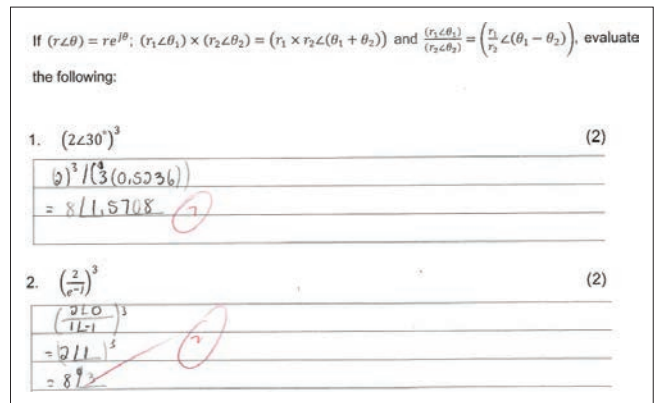 If (r∠θ) = re^{jθ}; (r₁∠θ₁) × (r₂∠θ₂) = (r₁ × r₂∠(θ₁ + θ₂)) and (r₁∠θ₁)/(r₂∠θ₂) = (r₁/r₂ ∠(θ₁ − θ₂)), evaluate
the following:
1. (2∠30°)³ (2)
(2)³∠(3(0,5236))
= 8∠1,5708
2. (2/e^{-j})³ (2)
(2∠0/1∠-1)³
= (2∠1)³
= 8∠3